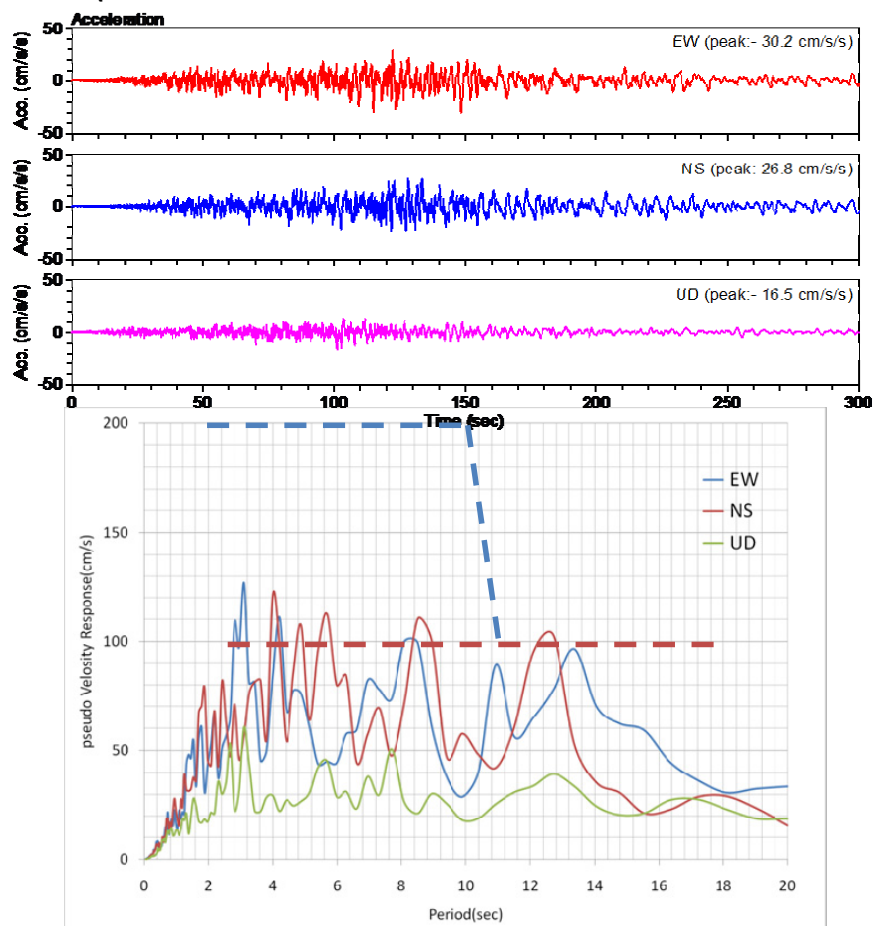 Acceleration
50
EW (peak:- 30.2 cm/s/s)
Acc. (cm/s/s)
0
-50
50
NS (peak: 26.8 cm/s/s)
Acc. (cm/s/s)
0
-50
50
UD (peak:- 16.5 cm/s/s)
Acc. (cm/s/s)
0
-50
0 50 100 150 200 250 300
Time (sec)
200
EW
NS
150
UD
pseudo Velosity Response(cm/s)
100
50
0
0 2 4 6 8 10 12 14 16 18 20
Period(sec)